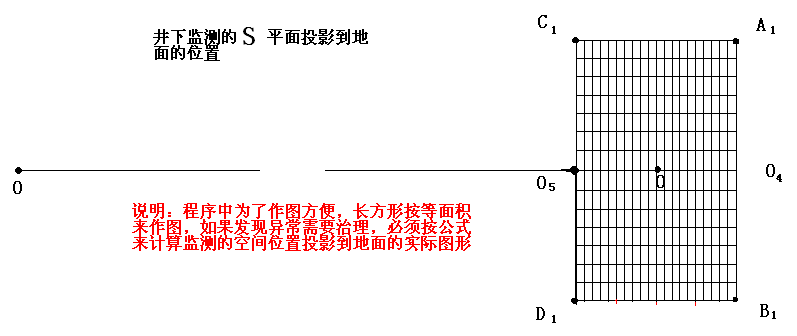 井下监测的 S 平面投影到地
面的位置
C₁
A₁
O
O₅
O
O₄
说明：程序中为了作图方便，长方形按等面积
来作图，如果发现异常需要治理，必须按公式
来计算监测的空间位置投影到地面的实际图形
D₁
B₁